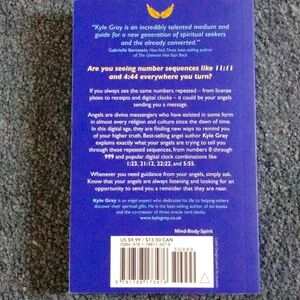 "Kyle Gray is an incredibly talented medium and
guide for a new generation of spiritual seekers
and the already converted."
Gabrielle Bernstein, New York Times best-selling author
of The Universe Has Your Back
Are you seeing number sequences like 11:11
and 4:44 everywhere you turn?
If you always see the same numbers repeated – from license
plates to receipts and digital clocks – it could be your angels
sending you a message.
Angels are divine messengers who have existed in some form
in almost every religion and culture since the dawn of time.
In this digital age, they are finding new ways to remind you
of your higher truth. Best-selling angel author Kyle Gray
explains exactly what your angels are trying to tell you
through these repeated sequences, from numbers 0 through
999 and popular digital clock combinations like
1:23, 21:12, 22:22, and 5:55.
Whenever you need guidance from your angels, simply ask.
Know that your angels are always listening and looking for an
opportunity to send you a reminder that they are near.
Kyle Gray is an angel expert who dedicates his life to helping others
discover their spiritual gifts. He is the best-selling author of six books
and the co-creator of three oracle card decks.
www.kylegray.co.uk
Mind-Body-Spirit
US $9.99 / $13.50 CAN
50999